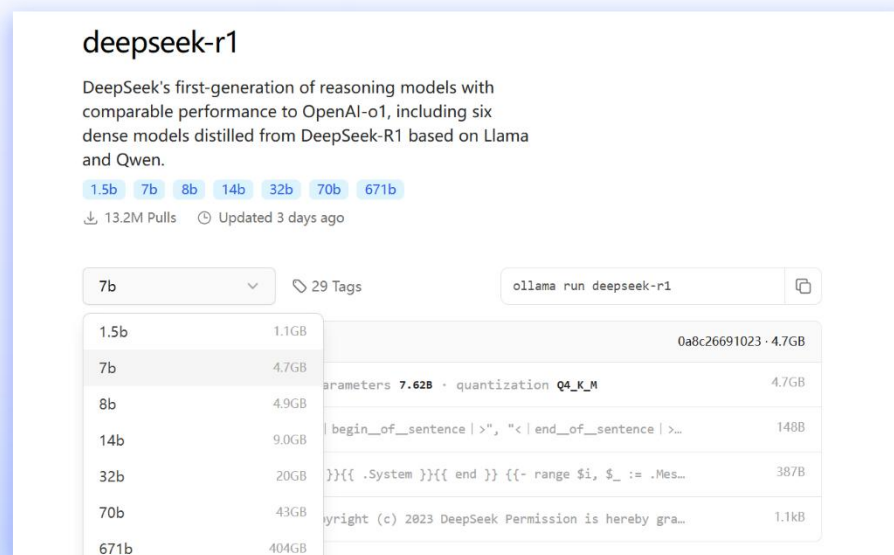 deepseek-r1
DeepSeek's first-generation of reasoning models with
comparable performance to OpenAI-o1, including six
dense models distilled from DeepSeek-R1 based on Llama
and Qwen.
1.5b 7b 8b 14b 32b 70b 671b
13.2M Pulls Updated 3 days ago
7b 29 Tags ollama run deepseek-r1
1.5b 1.1GB 0a8c26691023 · 4.7GB
7b 4.7GB arameters 7.62B · quantization Q4_K_M 4.7GB
8b 4.9GB |begin__of__sentence|>", "<|end__of__sentence|>… 148B
14b 9.0GB
32b 20GB }}{{ .System }}{{ end }} {{- range $i, $_ := .Mes… 387B
70b 43GB yright (c) 2023 DeepSeek Permission is hereby gra… 1.1kB
671b 404GB